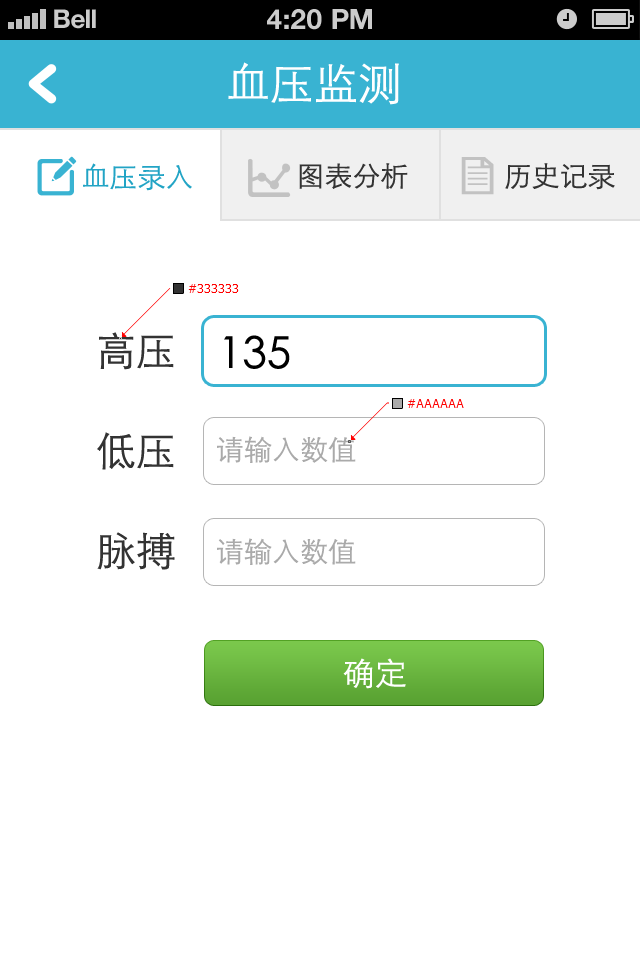 Bell 4:20 PM
血压监测
血压录入 图表分析 历史记录
#333333
高压 135
#AAAAAA
低压 请输入数值
脉搏 请输入数值
确定